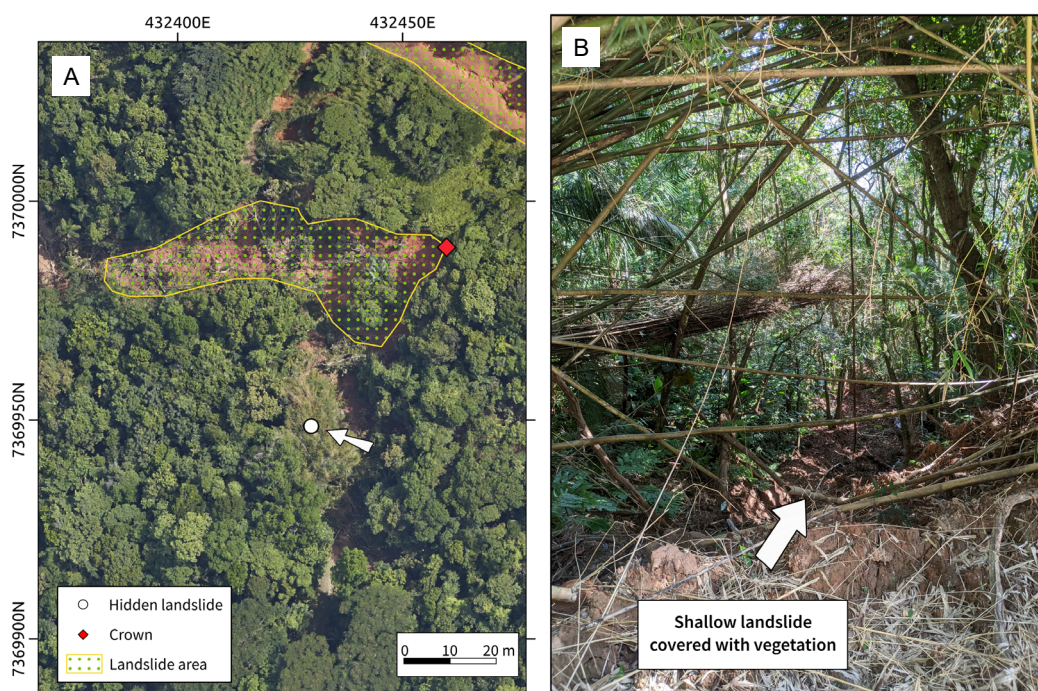 432400E
432450E
A
7370000N
7369950N
7369900N
Hidden landslide
Crown
Landslide area
0 10 20 m
B
Shallow landslide
covered with vegetation